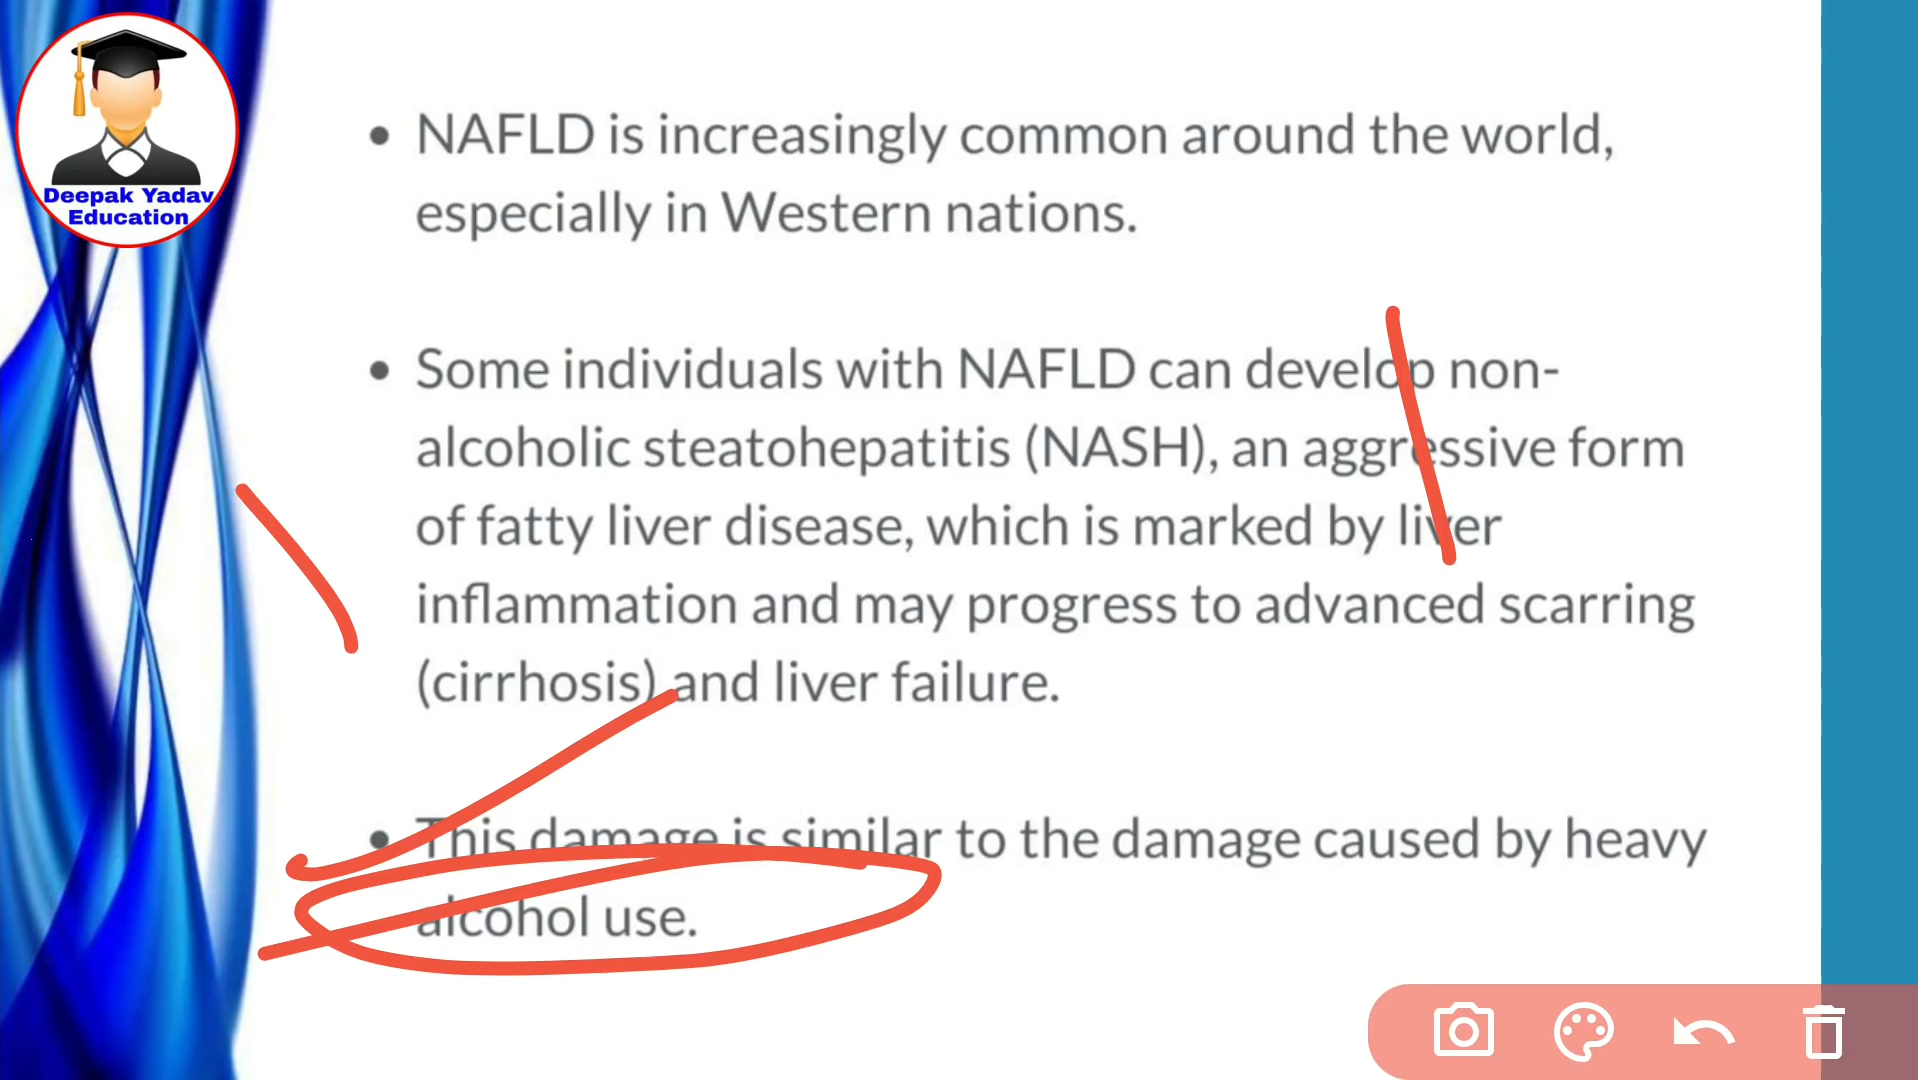 Deepak Yadav
Education
• NAFLD is increasingly common around the world,
especially in Western nations.
• Some individuals with NAFLD can develop non-
alcoholic steatohepatitis (NASH), an aggressive form
of fatty liver disease, which is marked by liver
inflammation and may progress to advanced scarring
(cirrhosis) and liver failure.
• This damage is similar to the damage caused by heavy
alcohol use.